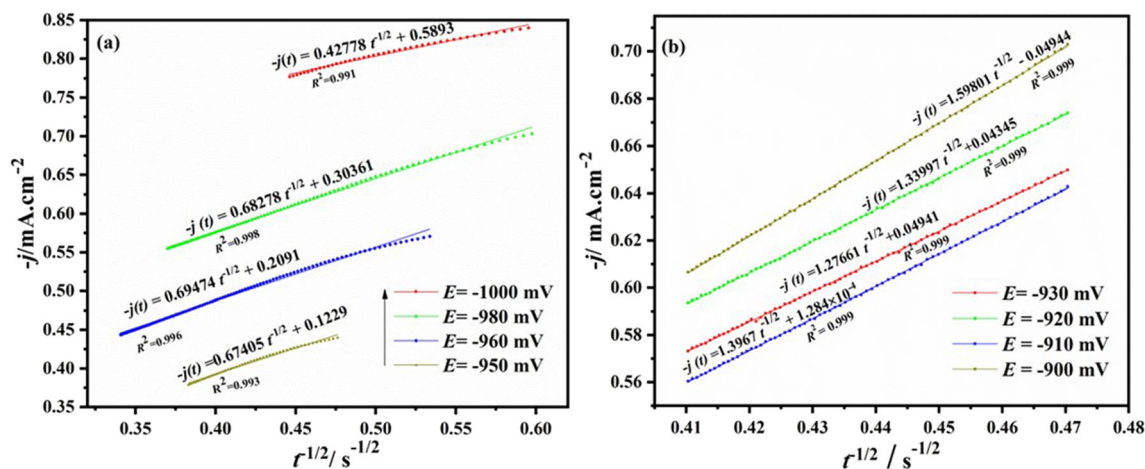 (a)
-j(t) = 0.42778 t^-1/2 + 0.5893
R^2=0.991
-j (t) = 0.68278 t^-1/2 + 0.30361
R^2=0.998
-j(t) = 0.69474 t^-1/2 + 0.2091
R^2=0.996
-j(t) = 0.67405 t^-1/2 + 0.1229
R^2=0.993
E= -1000 mV
E= -980 mV
E= -960 mV
E= -950 mV
0.85
0.80
0.75
0.70
0.65
0.60
0.55
0.50
0.45
0.40
0.35
-j/mA.cm^-2
0.35 0.40 0.45 0.50 0.55 0.60
t^-1/2/ s^-1/2
(b)
-j (t) =1.59801 t^-1/2 - 0.04944
R^2=0.999
-j (t) =1.33997 t^-1/2 +0.04345
R^2=0.999
-j (t) =1.27661 t^-1/2 +0.04941
R^2=0.999
-j (t) =1.3967 t^-1/2 + 1.284×10^-4
R^2= 0.999
E= -930 mV
E= -920 mV
E = -910 mV
E = -900 mV
0.70
0.68
0.66
0.64
0.62
0.60
0.58
0.56
-j/ mA.cm^-2
0.41 0.42 0.43 0.44 0.45 0.46 0.47 0.48
t^-1/2 / s^-1/2